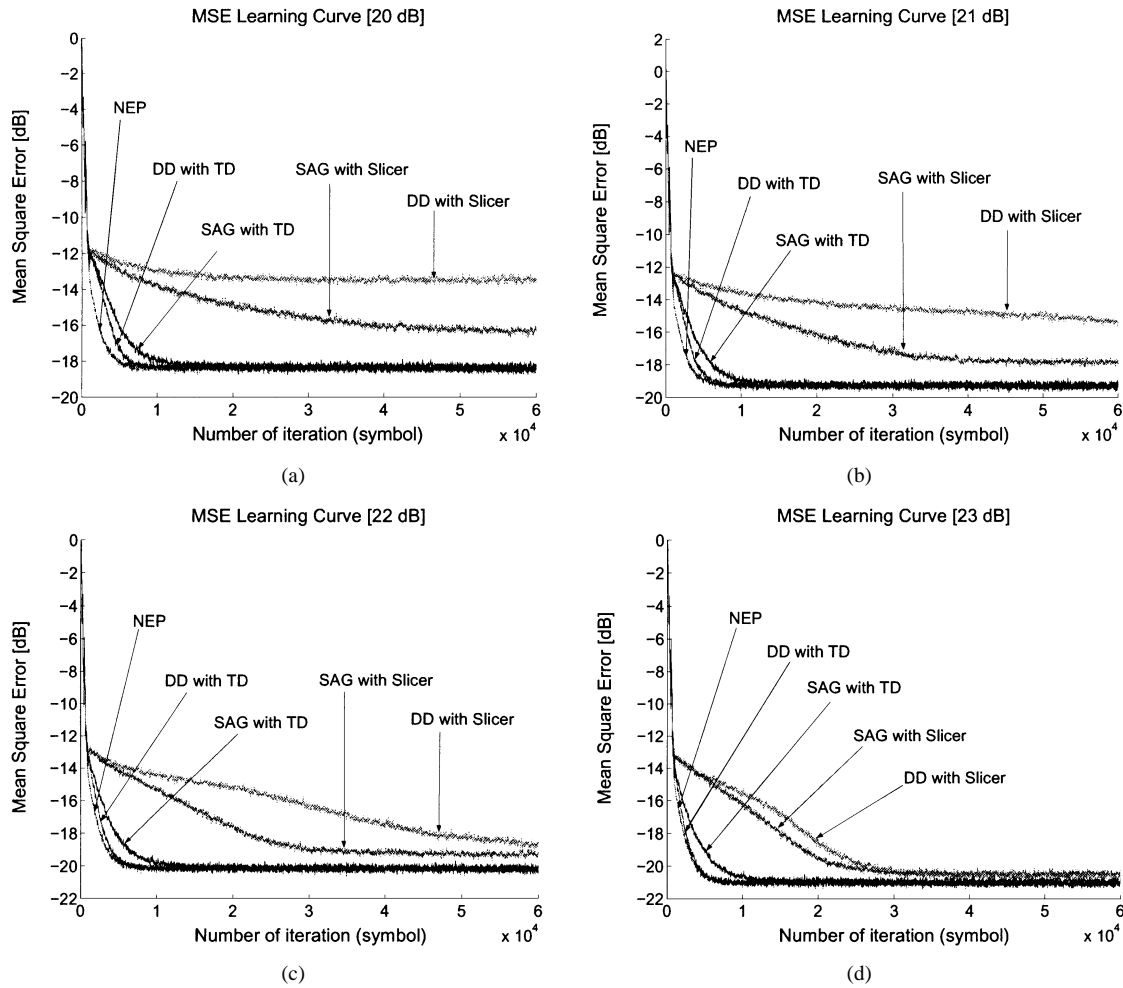 MSE Learning Curve [20 dB]
0
−2
−4
−6
−8
−10
−12
−14
−16
−18
−20
Mean Square Error [dB]
NEP
DD with TD
SAG with TD
SAG with Slicer
DD with Slicer
0 1 2 3 4 5 6
x 10^4
Number of iteration (symbol)
(a)
MSE Learning Curve [21 dB]
2
0
−2
−4
−6
−8
−10
−12
−14
−16
−18
−20
Mean Square Error [dB]
NEP
DD with TD
SAG with TD
SAG with Slicer
DD with Slicer
0 1 2 3 4 5 6
x 10^4
Number of iteration (symbol)
(b)
MSE Learning Curve [22 dB]
0
−2
−4
−6
−8
−10
−12
−14
−16
−18
−20
−22
Mean Square Error [dB]
NEP
DD with TD
SAG with TD
SAG with Slicer
DD with Slicer
0 1 2 3 4 5 6
x 10^4
Number of iteration (symbol)
(c)
MSE Learning Curve [23 dB]
0
−2
−4
−6
−8
−10
−12
−14
−16
−18
−20
−22
Mean Square Error [dB]
NEP
DD with TD
SAG with TD
SAG with Slicer
DD with Slicer
0 1 2 3 4 5 6
x 10^4
Number of iteration (symbol)
(d)